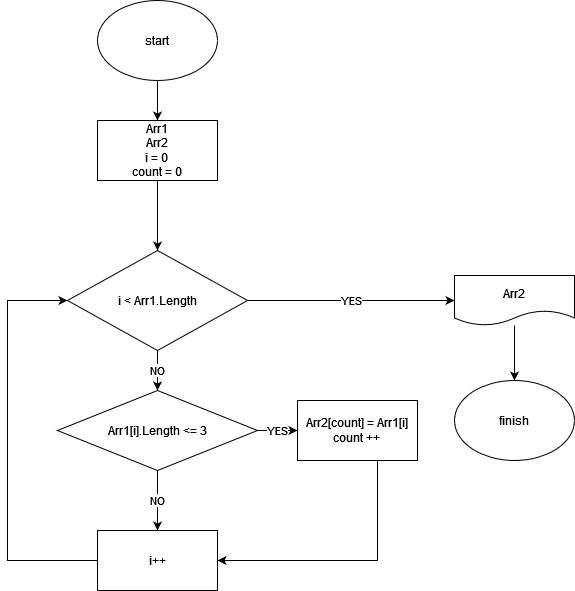 start
Arr1
Arr2
i = 0
count = 0
i < Arr1.Length
YES
Arr2
NO
Arr1[i].Length <= 3
YES
Arr2[count] = Arr1[i]
count ++
finish
NO
i++